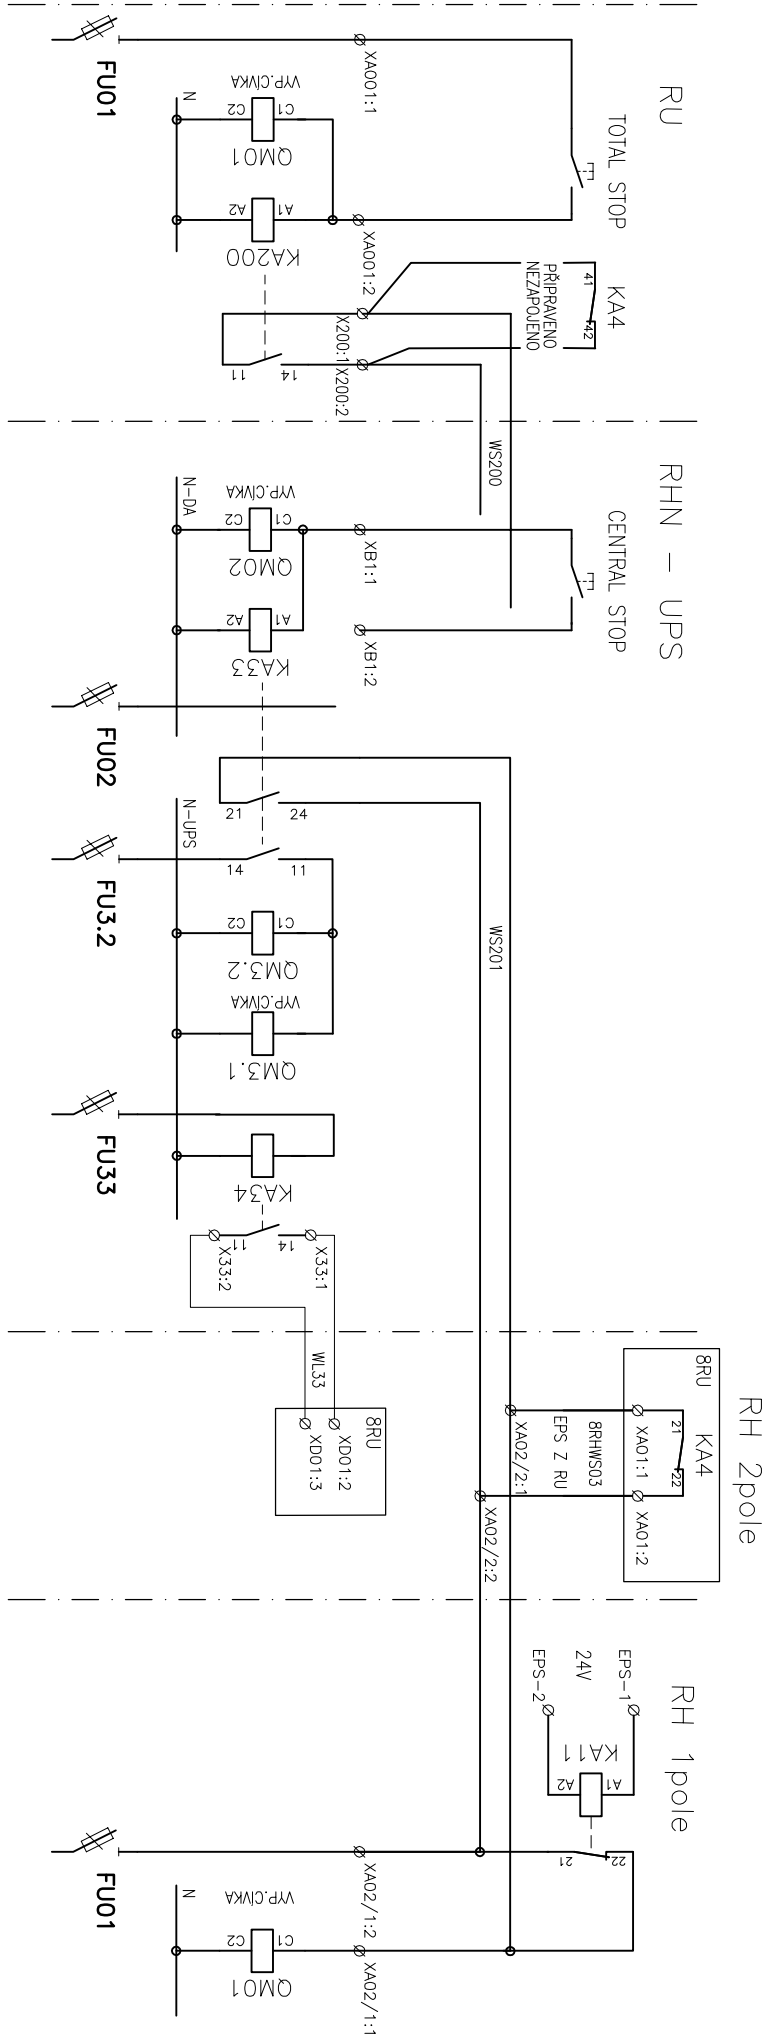 RU
TOTAL STOP
FU01
XA001:1
N
VYP.CÍVKA
C1
C2
QM01
A1
A2
KA200
XA001:2
KA4
41
42
PŘIPRAVENO
NEZAPOJENO
X200:1
X200:2
11
14
WS200
RHN - UPS
CENTRAL STOP
N-DA
VYP.CÍVKA
C1
C2
QM02
XB1:1
A1
A2
KA33
XB1:2
FU02
21
24
N-UPS
14
11
FU3.2
C1
C2
QM3.2
WS201
VYP.CÍVKA
QM3.1
FU33
KA34
11
14
X33:2
X33:1
WL33
8RU
XD01:2
XD01:3
RH 2pole
8RU
KA4
21
22
XA01:1
XA01:2
8RHWS03
EPS Z RU
XA02/2:1
XA02/2:2
RH 1pole
EPS-1
24V
EPS-2
KA11
A1
A2
21
22
FU01
XA02/1:2
N
VYP.CÍVKA
C1
C2
QM01
XA02/1:1